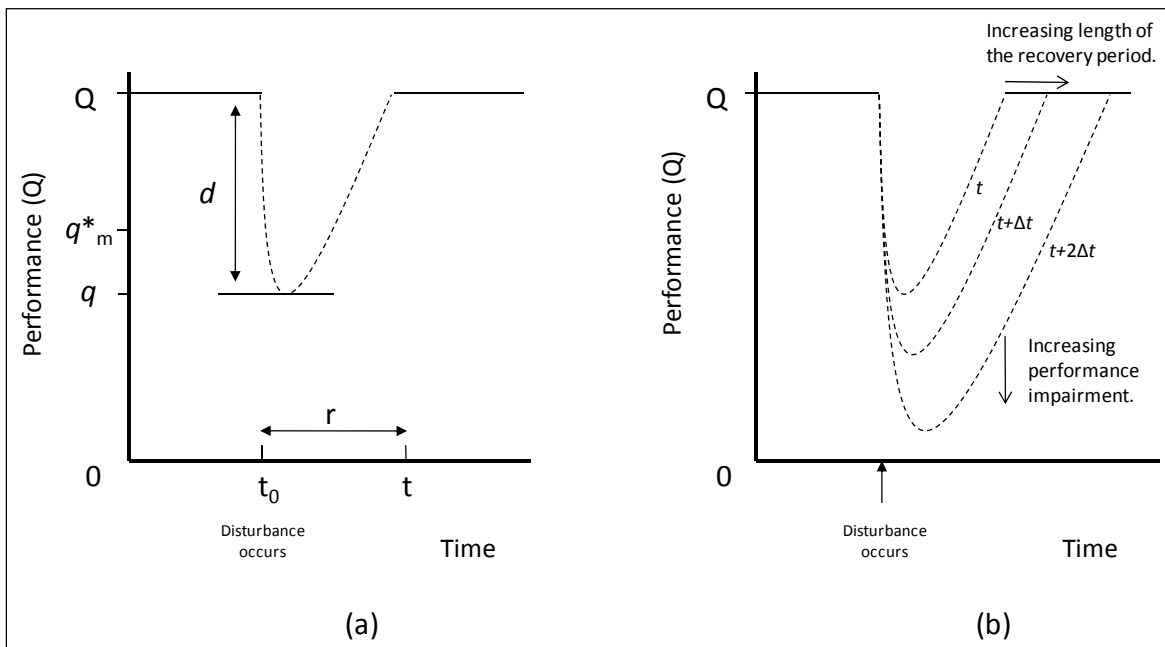 Q
d
q*m
q
Performance (Q)
r
0
t0
t
Disturbance
occurs
Time
(a)
Increasing length of
the recovery period.
Q
Performance (Q)
t
t+Δt
t+2Δt
Increasing
performance
impairment.
0
Disturbance
occurs
Time
(b)